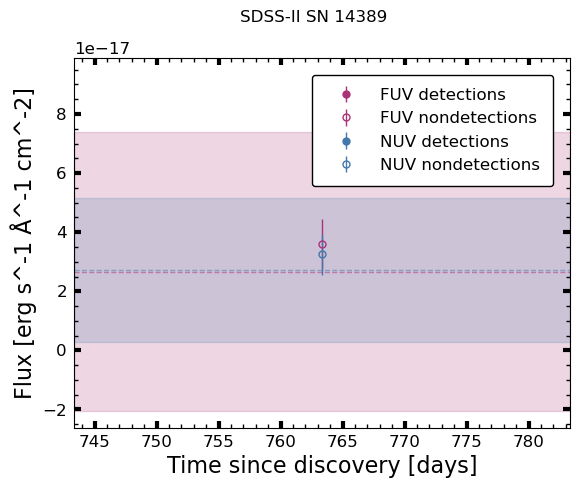 SDSS-II SN 14389
1e−17
FUV detections
FUV nondetections
NUV detections
NUV nondetections
8
6
4
2
0
−2
Flux [erg s^-1 Å^-1 cm^-2]
745 750 755 760 765 770 775 780
Time since discovery [days]